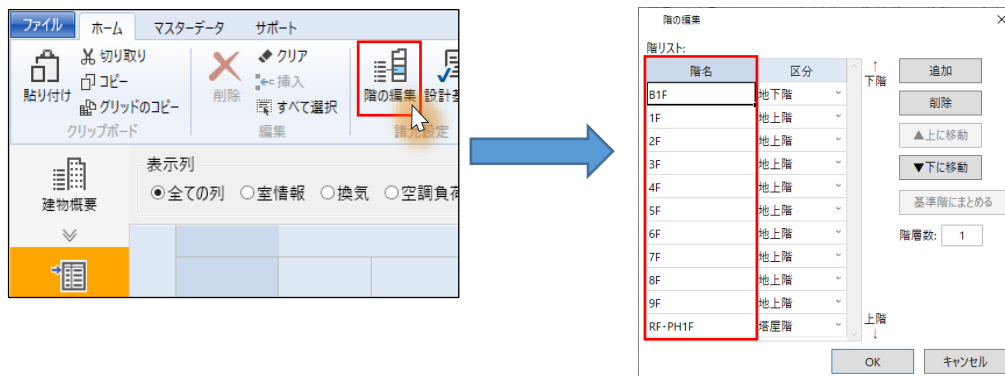 ファイル ホーム マスターデータ サポート
貼り付け
切り取り
コピー
グリッドのコピー
クリップボード
削除
クリア
挿入
すべて選択
編集
階の編集
諸元設定
建物概要
表示列
全ての列 室情報 換気 空調負荷
階の編集 ×
階リスト:
階名 区分
B1F 地下階
1F 地上階
2F 地上階
3F 地上階
4F 地上階
5F 地上階
6F 地上階
7F 地上階
8F 地上階
9F 地上階
RF・PH1F 塔屋階
↑
下階
上階
↓
追加
削除
▲上に移動
▼下に移動
基準階にまとめる
階層数: 1
OK キャンセル